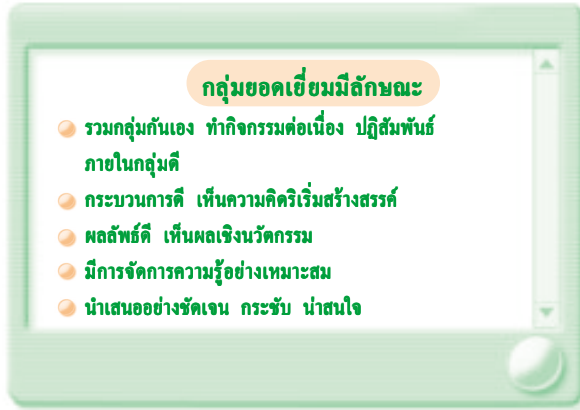 กลุ่มยอดเยี่ยมมีลักษณะ
รวมกลุ่มกันเอง ทำกิจกรรมต่อเนื่อง ปฏิสัมพันธ์
ภายในกลุ่มดี
กระบวนการดี เห็นความคิดริเริ่มสร้างสรรค์
ผลลัพธ์ดี เห็นผลเชิงนวัตกรรม
มีการจัดการความรู้อย่างเหมาะสม
นำเสนออย่างชัดเจน กระชับ น่าสนใจ